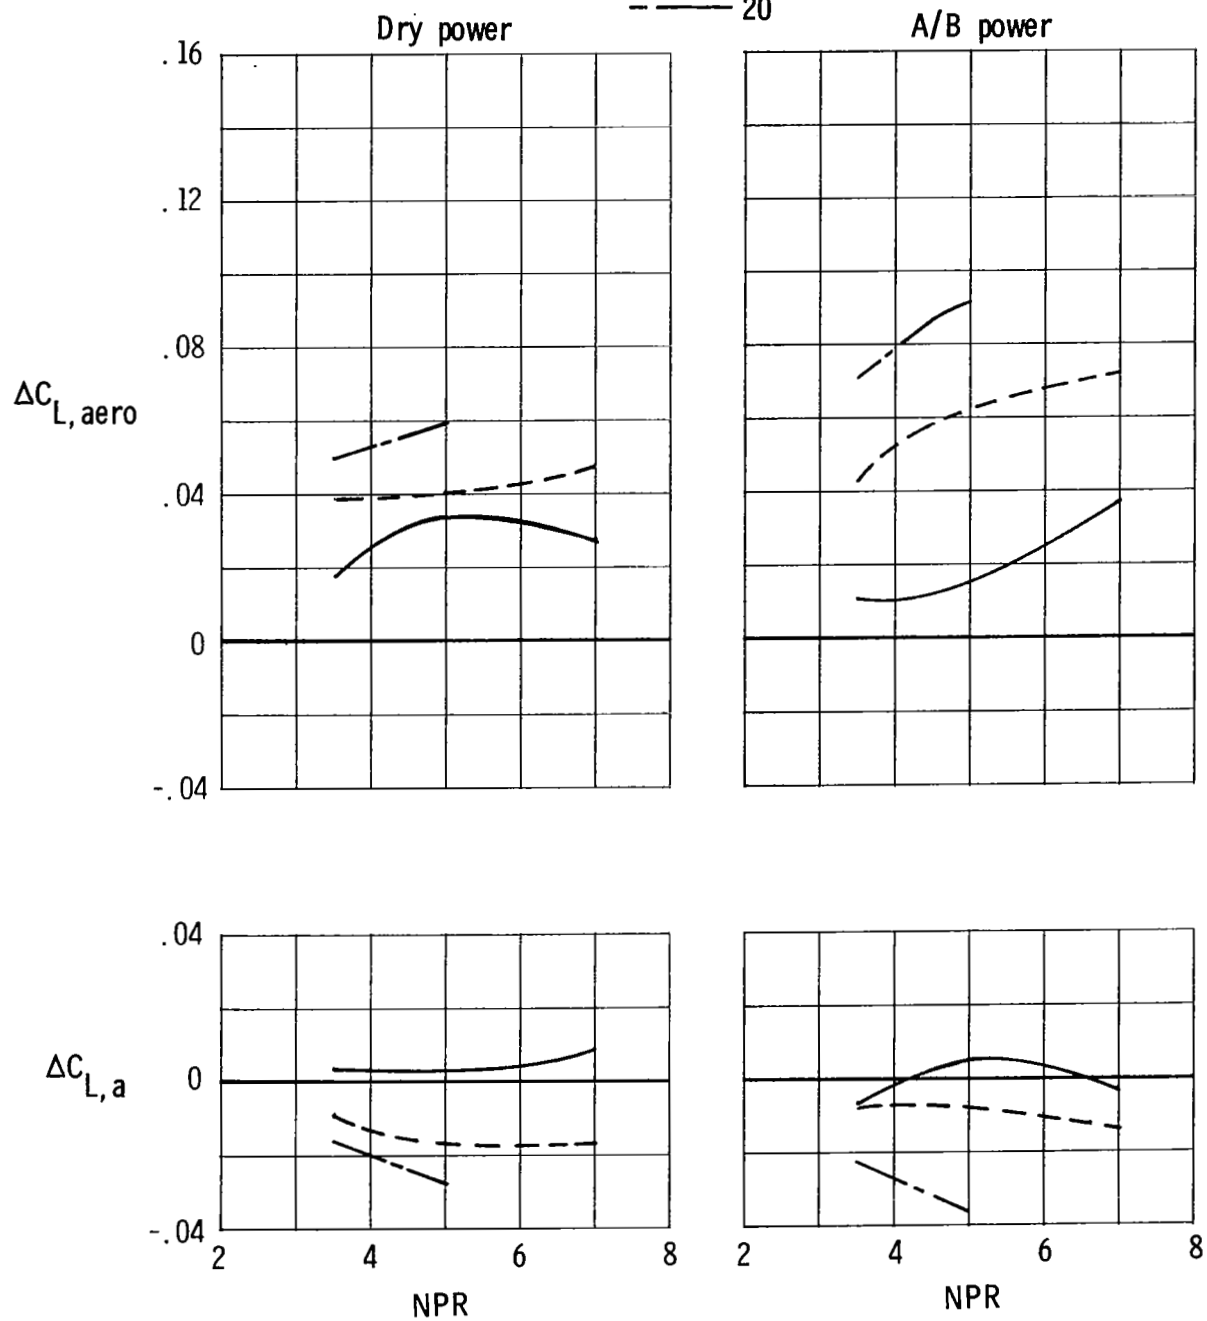 20
Dry power
A/B power
.16
.12
.08
ΔC_L, aero
.04
0
-.04
.04
ΔC_L, a
0
-.04
2 4 6 8 2 4 6 8
NPR NPR